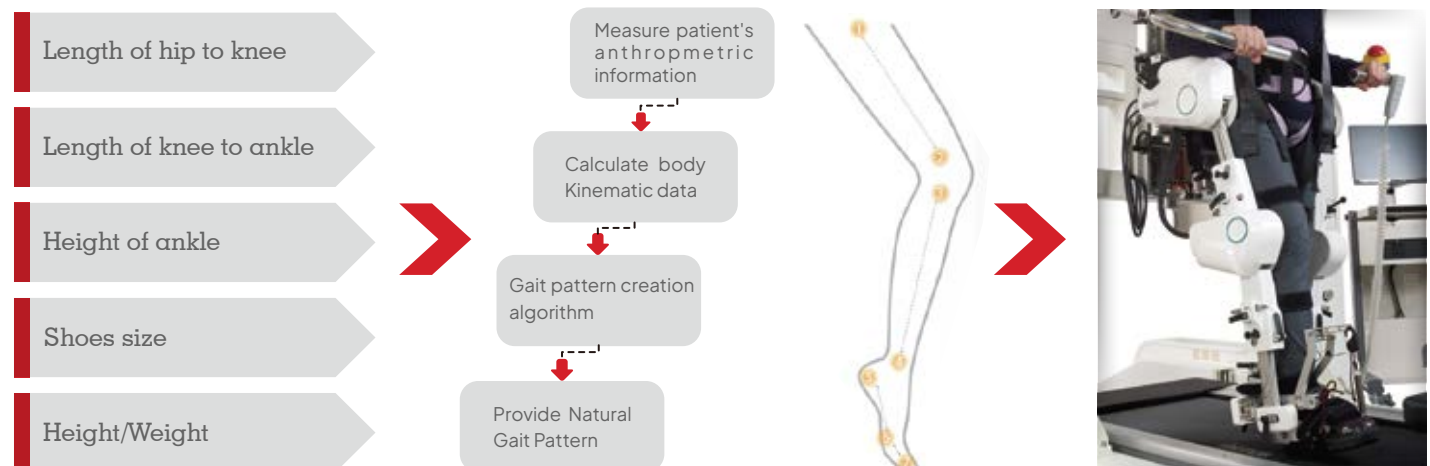 Length of hip to knee
Length of knee to ankle
Height of ankle
Shoes size
Height/Weight
Measure patient's
anthropmetric
information
Calculate body
Kinematic data
Gait pattern creation
algorithm
Provide Natural
Gait Pattern